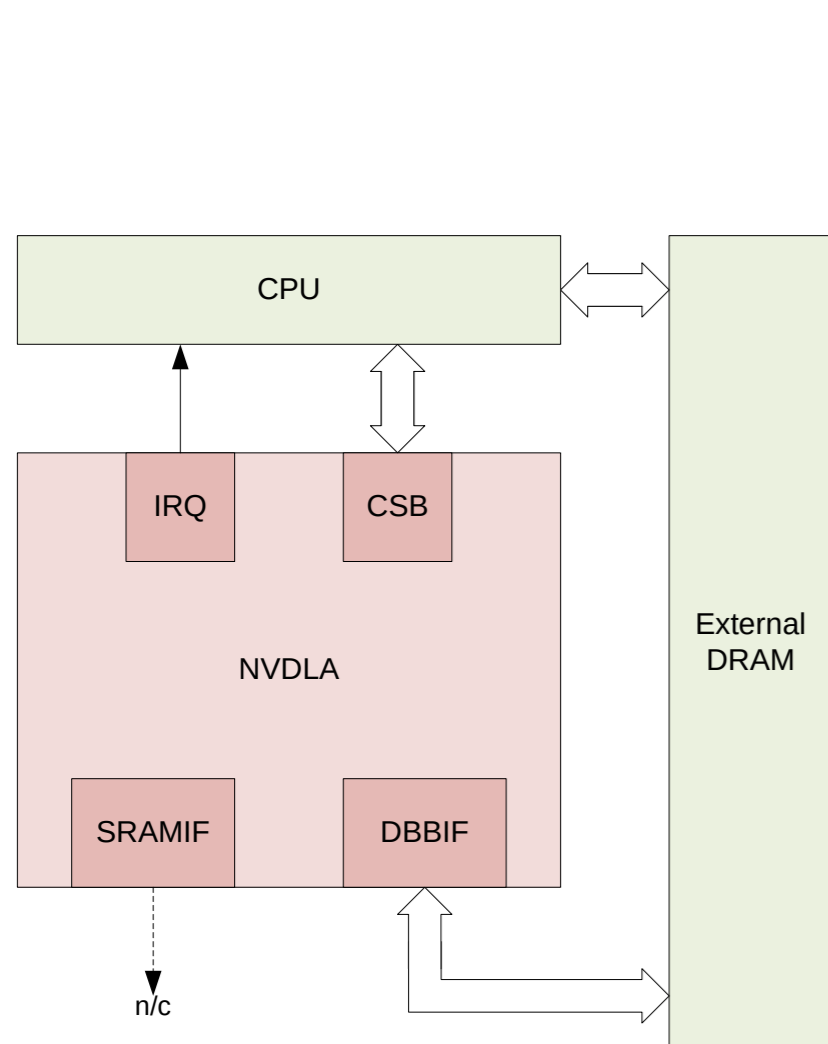 CPU
IRQ
CSB
External
DRAM
NVDLA
SRAMIF
DBBIF
n/c